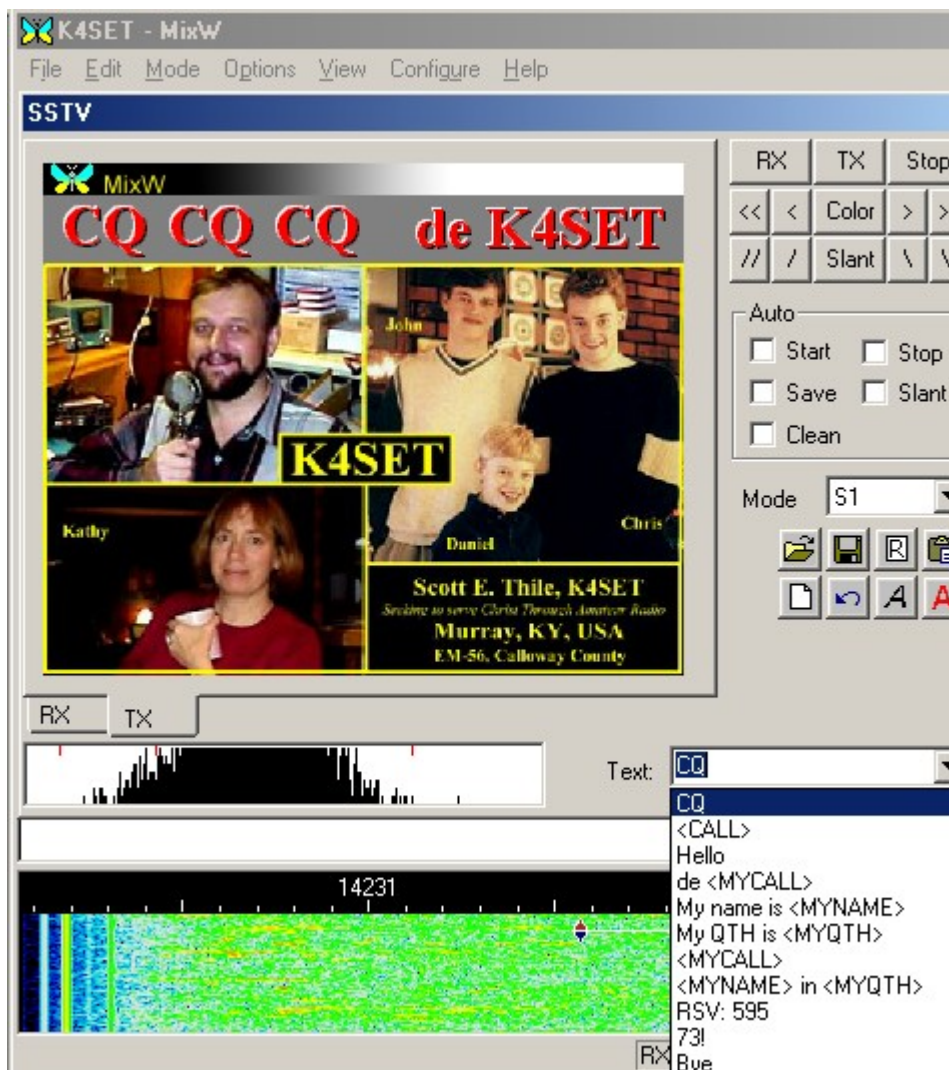 K4SET - MixW
File Edit Mode Options View Configure Help
SSTV
MixW
CQ CQ CQ de K4SET
John
K4SET
Kathy
Daniel
Chris
Scott E. Thile, K4SET
Seeking to serve Christ Through Amateur Radio
Murray, KY, USA
EM-56, Calloway County
RX TX Stop
<< < Color >
// / Slant \
Auto
Start Stop
Save Slant
Clean
Mode S1
R
A A
RX TX
Text: CQ
CQ
<CALL>
Hello
de <MYCALL>
My name is <MYNAME>
My QTH is <MYQTH>
<MYCALL>
<MYNAME> in <MYQTH>
RSV: 595
73!
Bye
14231
RX